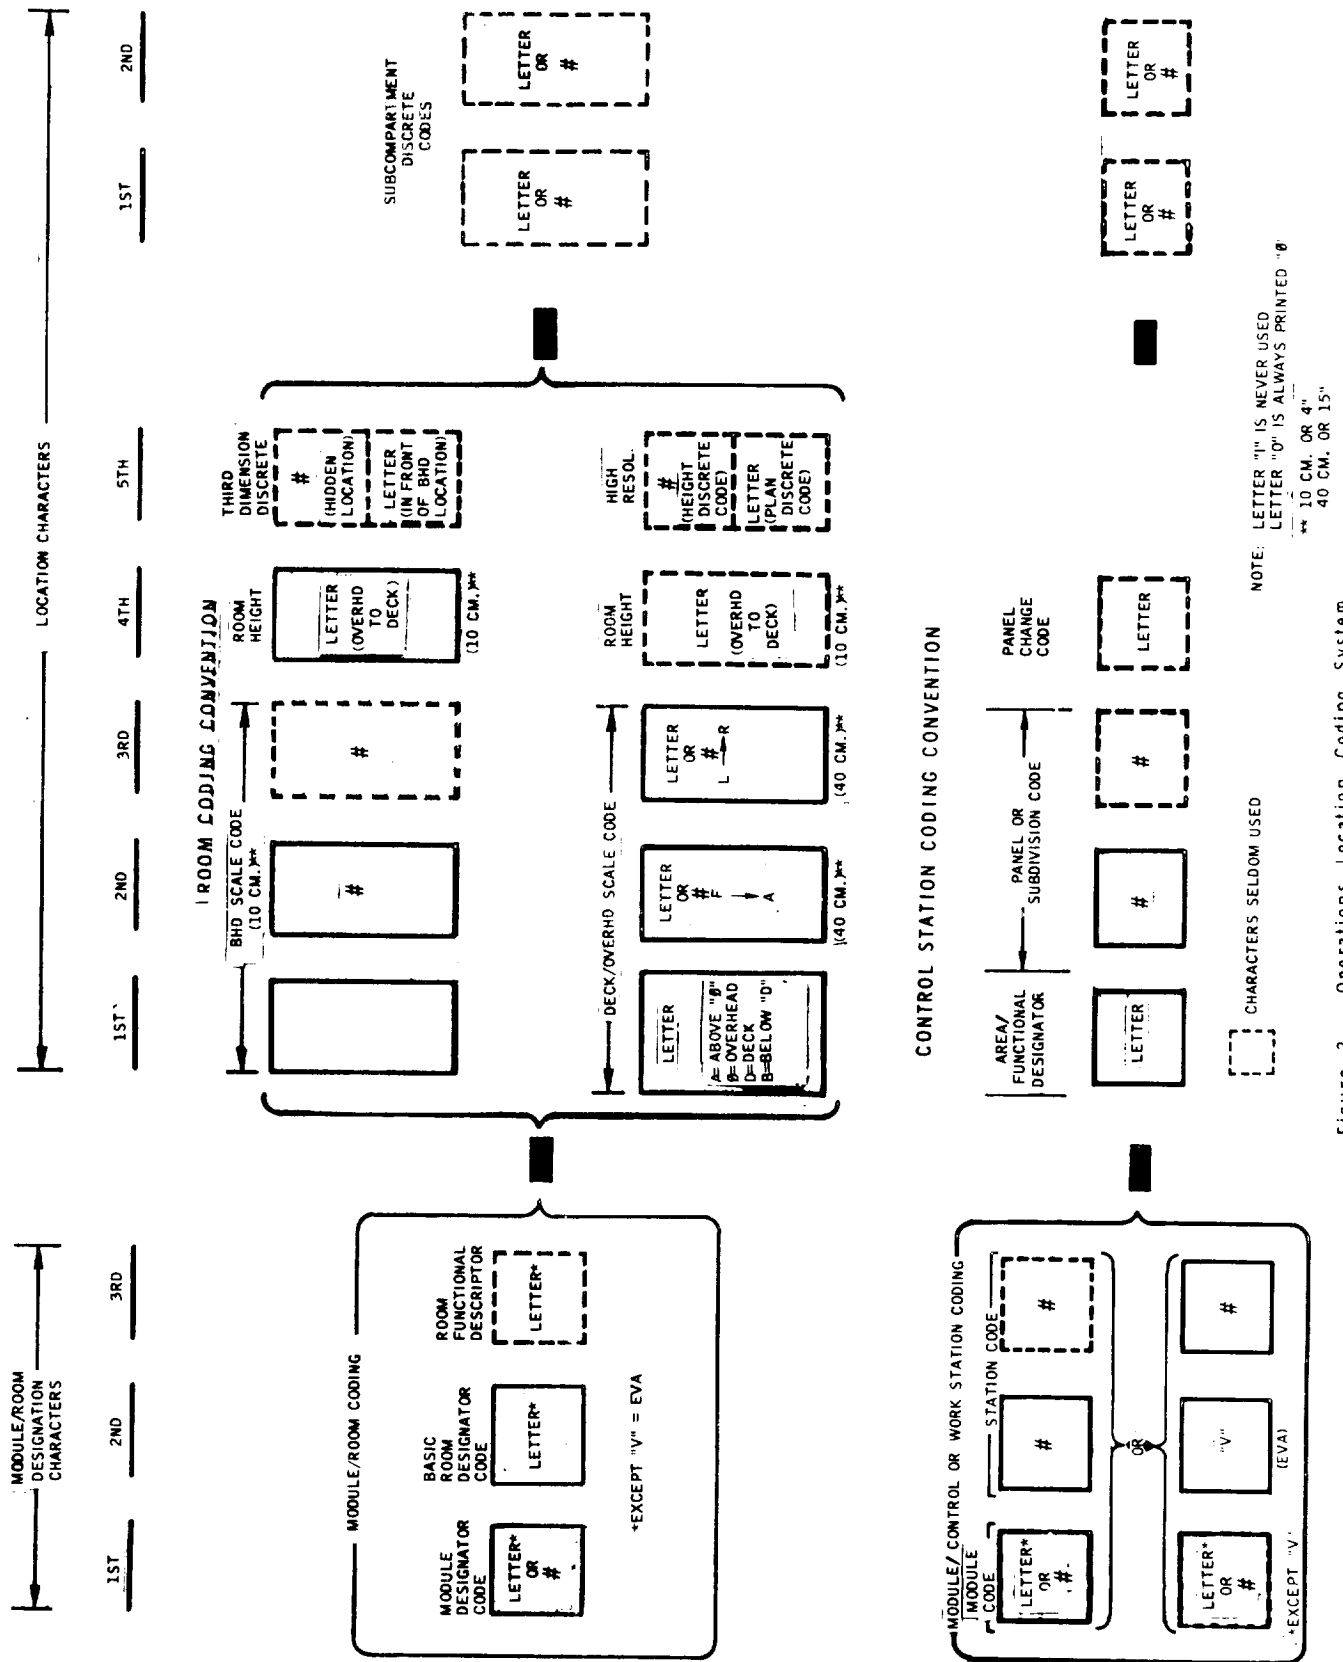 MODULE/ROOM
DESIGNATION
CHARACTERS
LOCATION CHARACTERS
1ST
2ND
3RD
1ST
2ND
3RD
4TH
5TH
1ST
2ND
ROOM CODING CONVENTION
MODULE/ROOM CODING
MODULE
DESIGNATOR
CODE
LETTER*
OR
#
BASIC
ROOM
DESIGNATOR
CODE
LETTER*
ROOM
FUNCTIONAL
DESCRIPTOR
LETTER*
*EXCEPT "V" = EVA
BHD SCALE CODE
(10 CM.)**
#
#
ROOM
HEIGHT
LETTER
(OVERHD
TO
DECK)
(10 CM.)**
THIRD
DIMENSION
DISCRETE
#
(HIDDEN
LOCATION)
LETTER
(IN FRONT
OF BHD
LOCATION)
SUBCOMPARTMENT
DISCRETE
CODES
LETTER
OR
#
LETTER
OR
#
DECK/OVERHD SCALE CODE
LETTER
A=ABOVE "Ø"
Ø=OVERHEAD
D=DECK
B=BELOW "D"
LETTER
OR
#
F
A
(40 CM.)**
LETTER
OR
#
L → R
(40 CM.)**
ROOM
HEIGHT
LETTER
(OVERHD
TO
DECK)
(10 CM.)**
HIGH
RESOL.
#
(HEIGHT
DISCRETE
CODE)
LETTER
(PLAN
DISCRETE
CODE)
CONTROL STATION CODING CONVENTION
MODULE/CONTROL OR WORK STATION CODING
MODULE
CODE
STATION CODE
LETTER*
OR
#
#
#
OR
LETTER*
OR
#
"V"
(EVA)
#
*EXCEPT "V"
AREA/
FUNCTIONAL
DESIGNATOR
LETTER
PANEL OR
SUBDIVISION CODE
#
#
PANEL
CHANGE
CODE
LETTER
LETTER
OR
#
LETTER
OR
#
CHARACTERS SELDOM USED
NOTE: LETTER "I" IS NEVER USED
LETTER "O" IS ALWAYS PRINTED "Ø"
** 10 CM. OR 4"
40 CM. OR 15"
Figure 2. Operations Location Coding System